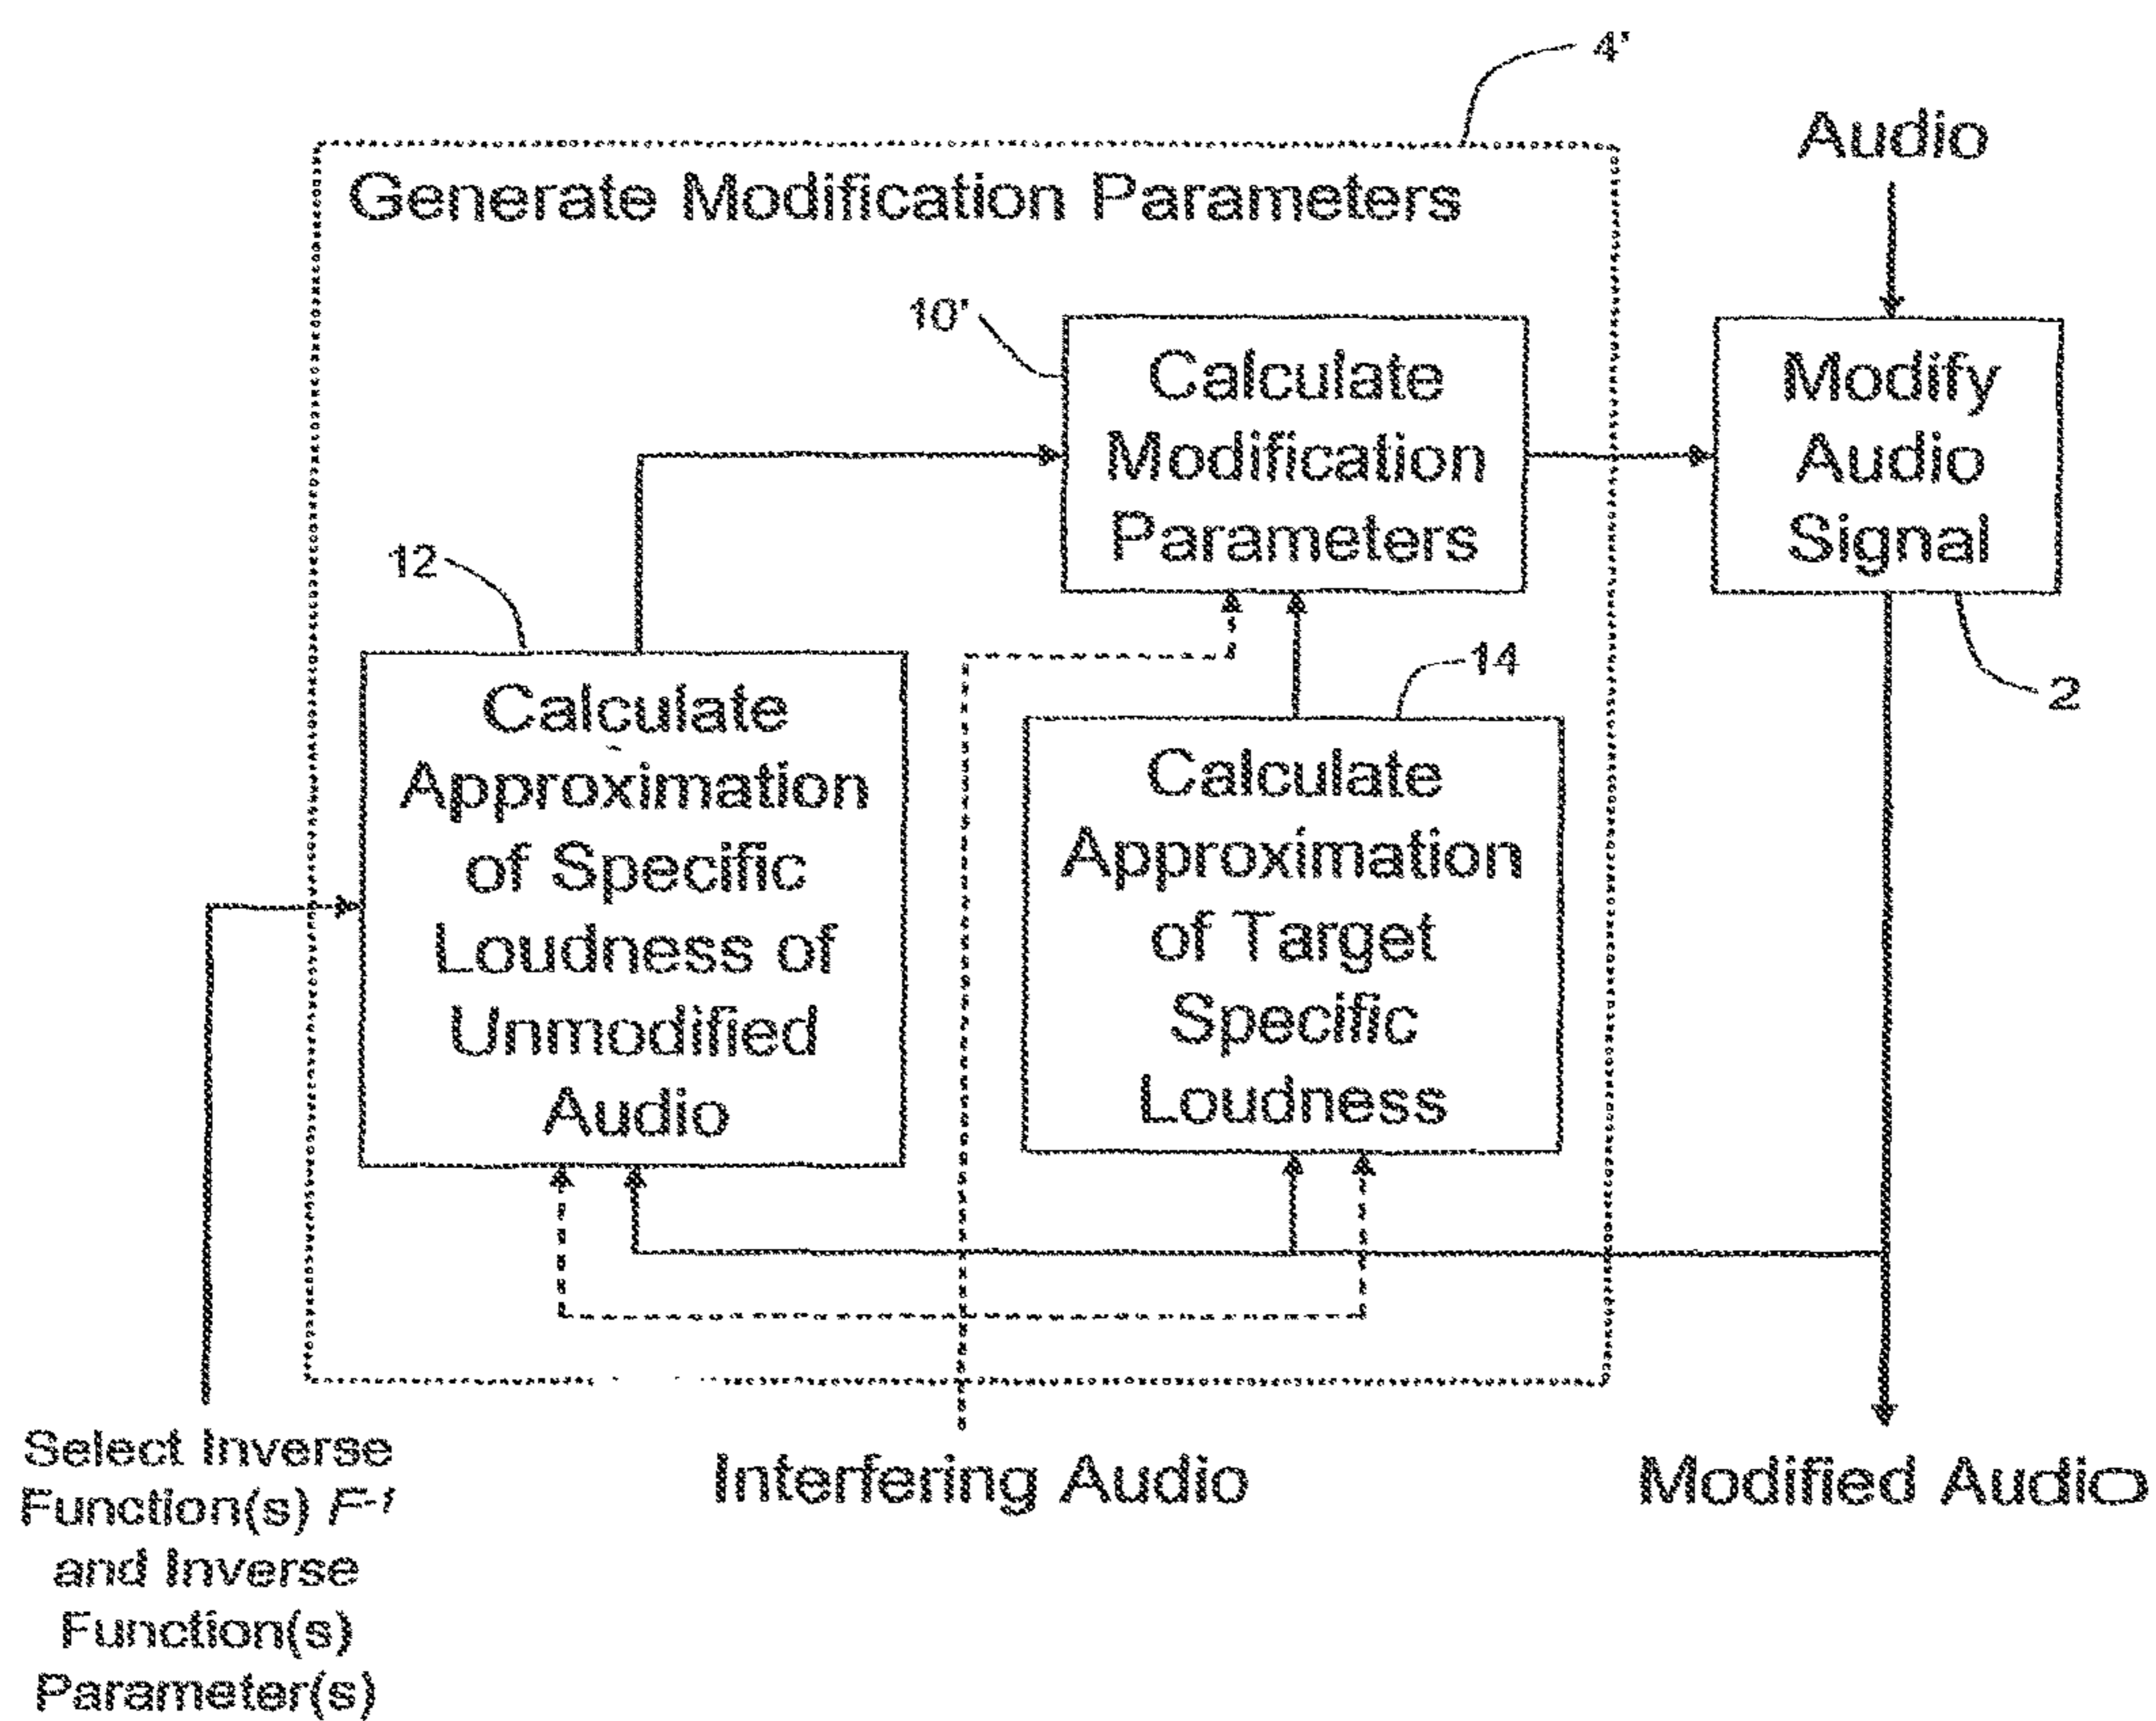 4'
Audio
Generate Modification Parameters
10'
Calculate
Modification
Parameters
Modify
Audio
Signal
12
14
2
Calculate
Approximation
of Specific
Loudness of
Unmodified
Audio
Calculate
Approximation
of Target
Specific
Loudness
Select Inverse
Function(s) F-1
and Inverse
Function(s)
Parameter(s)
Interfering Audio
Modified Audio